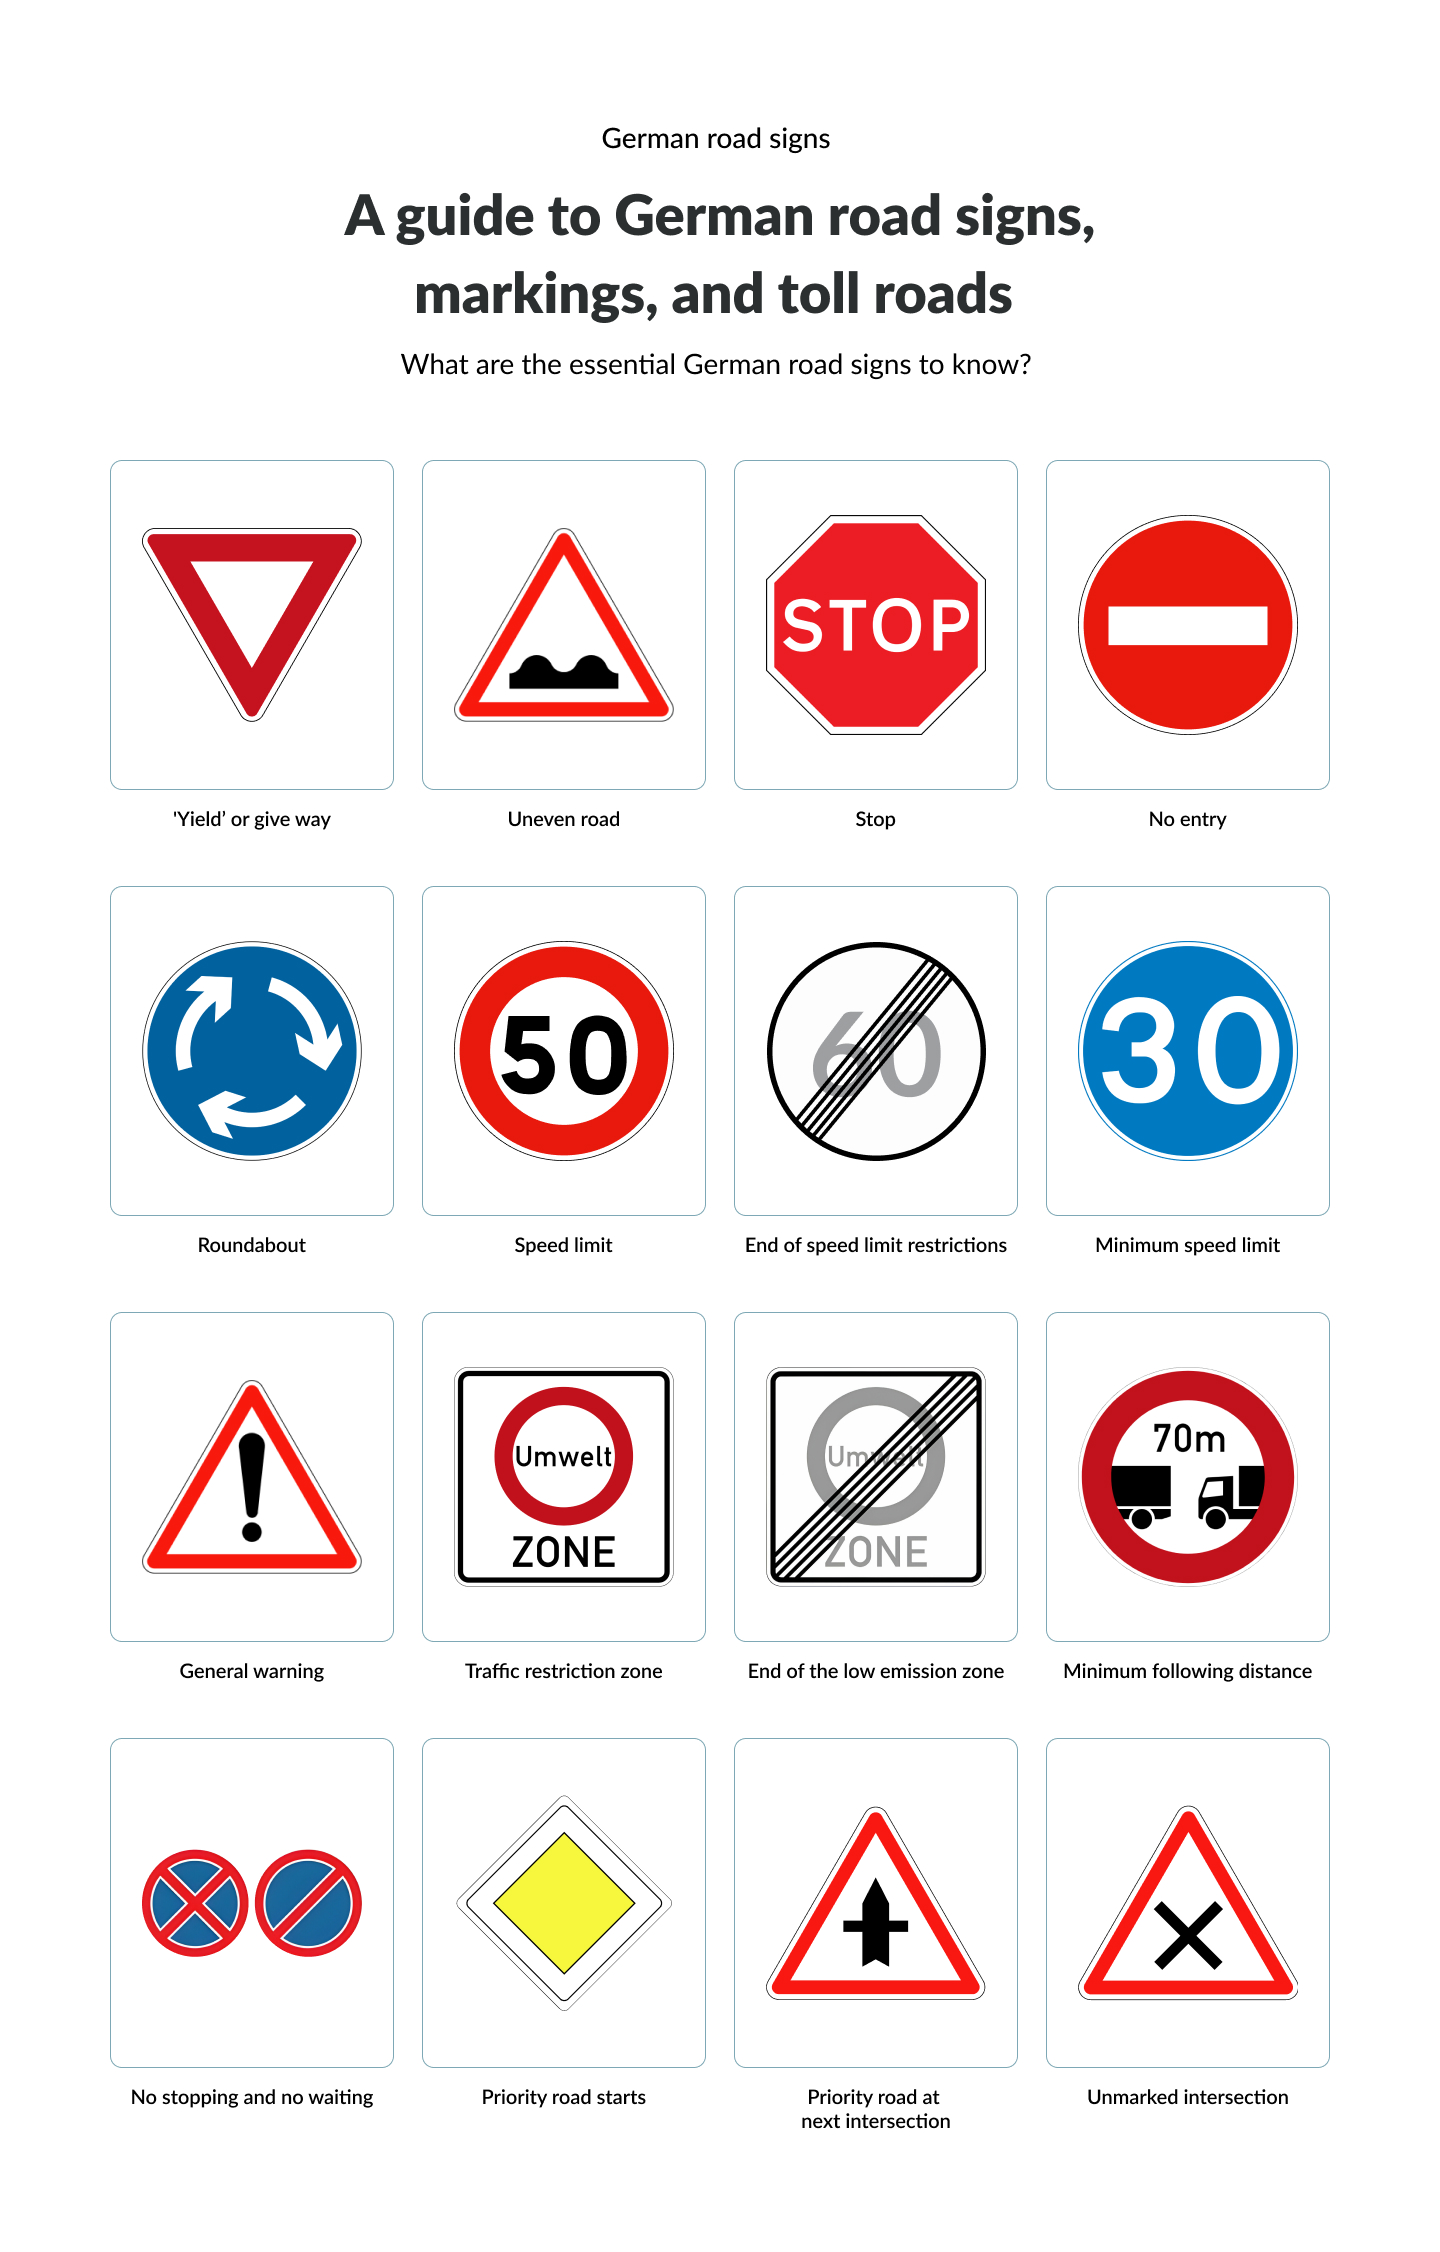 German road signs
A guide to German road signs,
markings, and toll roads
What are the essential German road signs to know?
STOP
'Yield’ or give way
Uneven road
Stop
No entry
50
60
30
Roundabout
Speed limit
End of speed limit restrictions
Minimum speed limit
Umwelt
ZONE
Umwelt
ZONE
70m
General warning
Traffic restriction zone
End of the low emission zone
Minimum following distance
No stopping and no waiting
Priority road starts
Priority road at
next intersection
Unmarked intersection